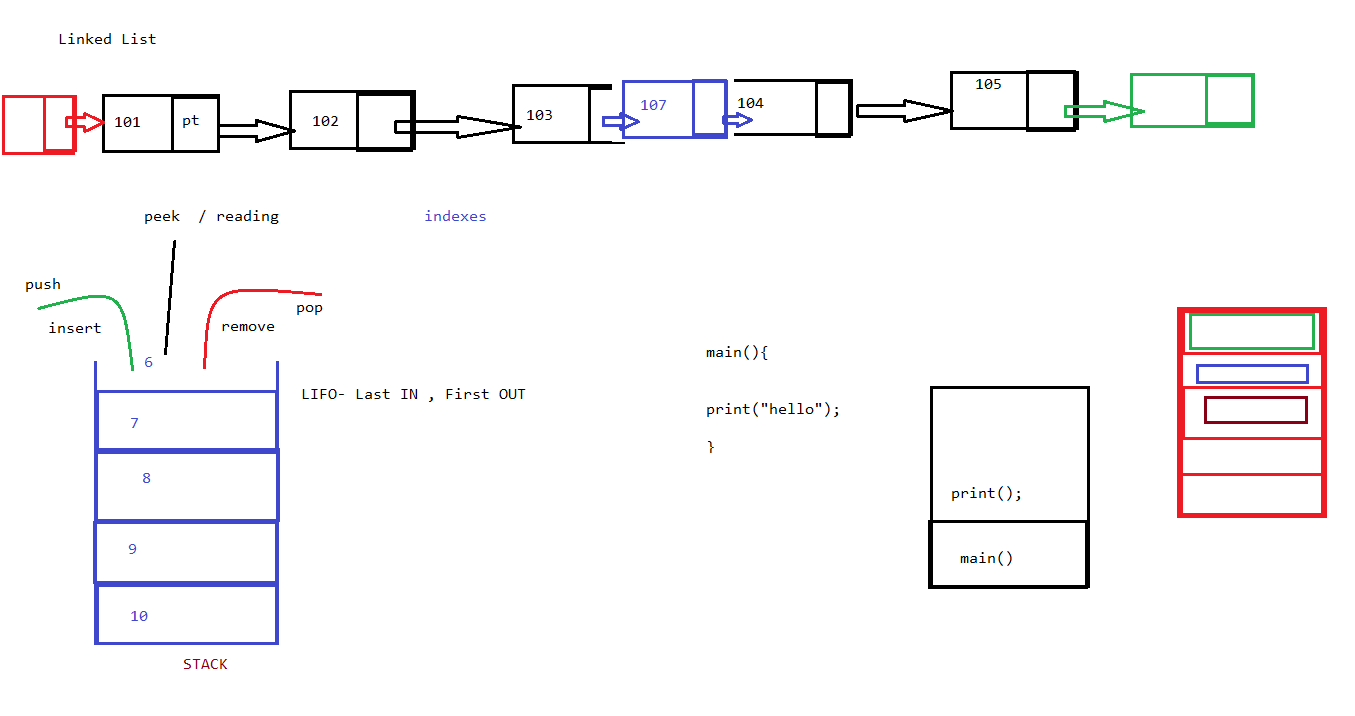 Linked List
101 pt 102 103 107 104 105
peek / reading
indexes
push
insert
pop
remove
6
7
8
9
10
LIFO- Last IN , First OUT
STACK
main(){
print("hello");
}
print();
main()